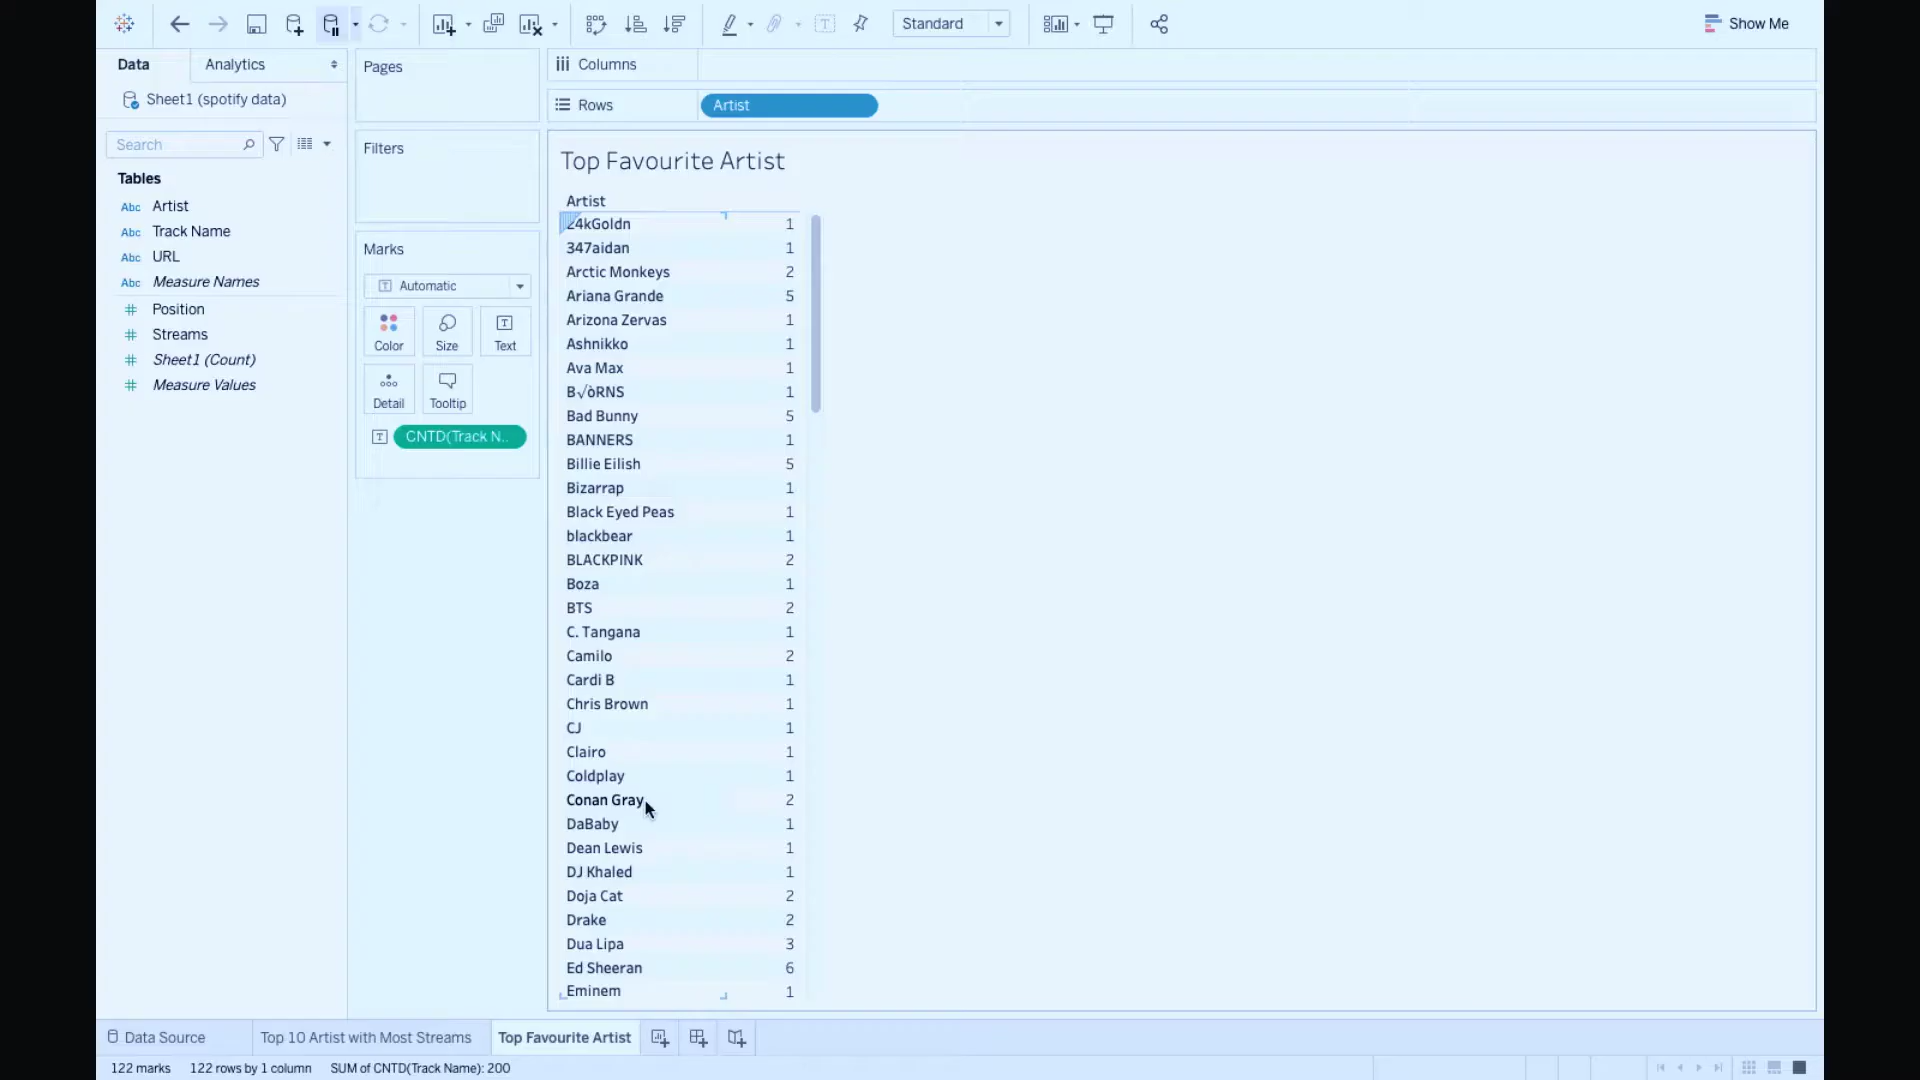 Standard
Show Me
Data
Analytics
Sheet1 (spotify data)
Search
Tables
Abc Artist
Abc Track Name
Abc URL
Abc Measure Names
# Position
# Streams
# Sheet1 (Count)
# Measure Values
Pages
Filters
Marks
Automatic
Color
Size
Text
Detail
Tooltip
CNTD(Track N..
Columns
Rows
Artist
Top Favourite Artist
Artist
24kGoldn 1
347aidan 1
Arctic Monkeys 2
Ariana Grande 5
Arizona Zervas 1
Ashnikko 1
Ava Max 1
B√òRNS 1
Bad Bunny 5
BANNERS 1
Billie Eilish 5
Bizarrap 1
Black Eyed Peas 1
blackbear 1
BLACKPINK 2
Boza 1
BTS 2
C. Tangana 1
Camilo 2
Cardi B 1
Chris Brown 1
CJ 1
Clairo 1
Coldplay 1
Conan Gray 2
DaBaby 1
Dean Lewis 1
DJ Khaled 1
Doja Cat 2
Drake 2
Dua Lipa 3
Ed Sheeran 6
Eminem 1
Data Source
Top 10 Artist with Most Streams
Top Favourite Artist
122 marks
122 rows by 1 column
SUM of CNTD(Track Name): 200